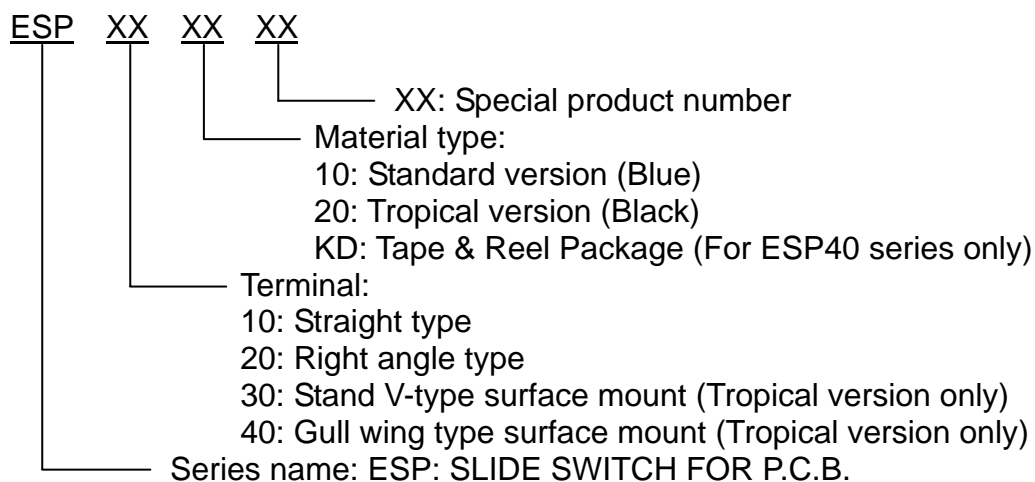 ESP XX XX XX
XX: Special product number
Material type:
10: Standard version (Blue)
20: Tropical version (Black)
KD: Tape & Reel Package (For ESP40 series only)
Terminal:
10: Straight type
20: Right angle type
30: Stand V-type surface mount (Tropical version only)
40: Gull wing type surface mount (Tropical version only)
Series name: ESP: SLIDE SWITCH FOR P.C.B.